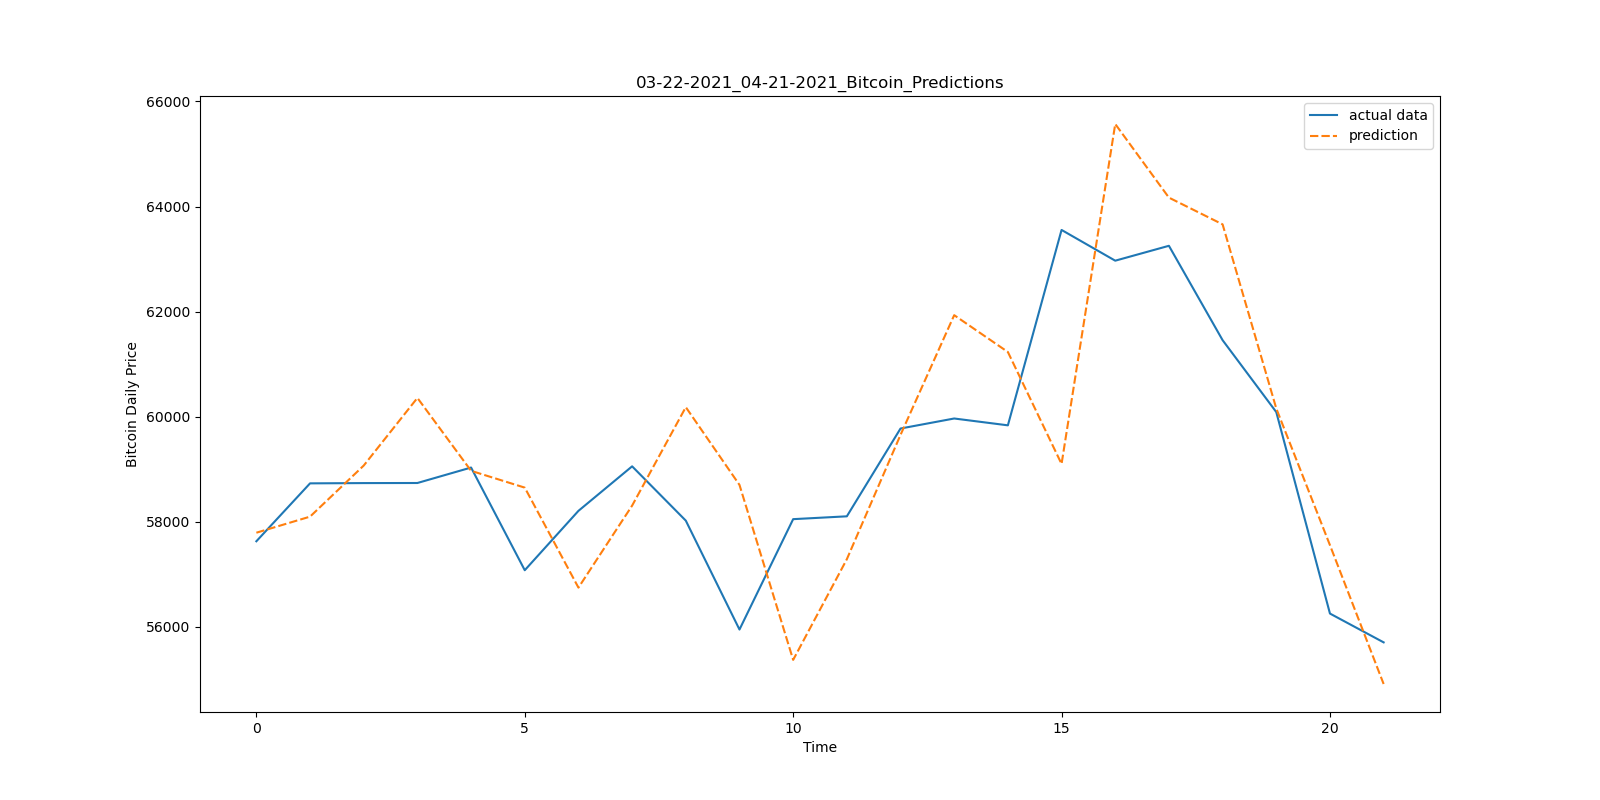 03-22-2021_04-21-2021_Bitcoin_Predictions
66000
64000
62000
60000
58000
56000
Bitcoin Daily Price
actual data
prediction
0 5 10 15 20
Time